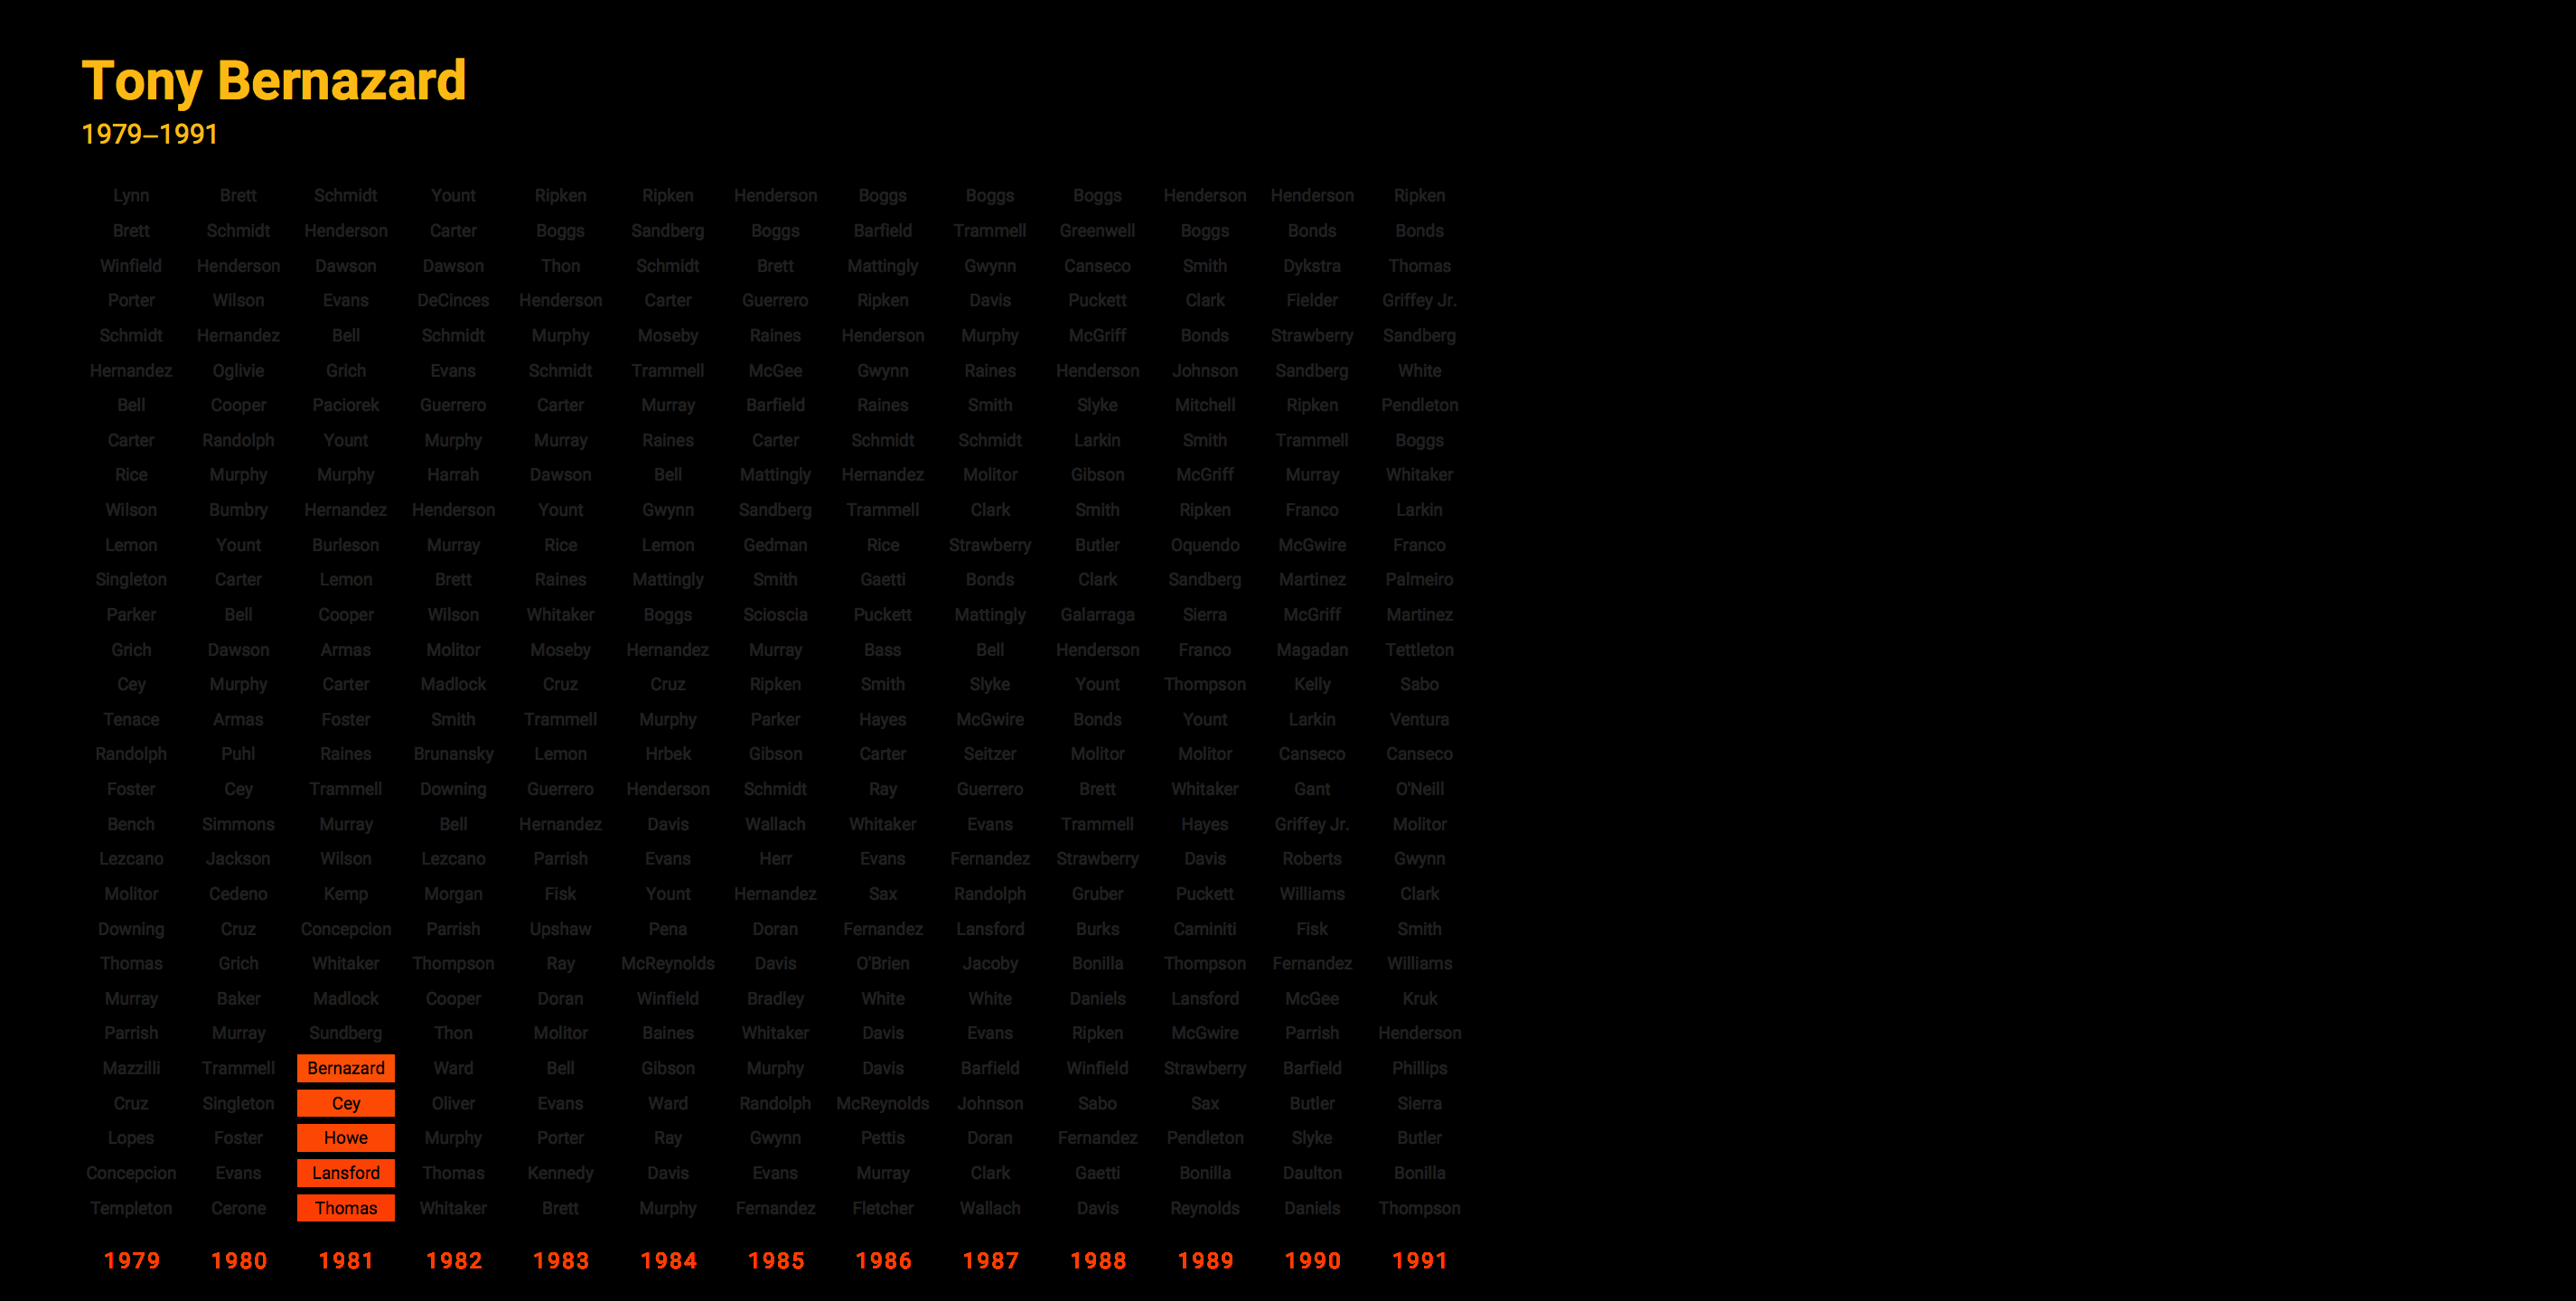 Tony Bernazard
1979–1991
Lynn Brett Schmidt Yount Ripken Ripken Henderson Boggs Boggs Boggs Henderson Henderson Ripken
Brett Schmidt Henderson Carter Boggs Sandberg Boggs Barfield Trammell Greenwell Boggs Bonds Bonds
Winfield Henderson Dawson Dawson Thon Schmidt Brett Mattingly Gwynn Canseco Smith Dykstra Thomas
Porter Wilson Evans DeCinces Henderson Carter Guerrero Ripken Davis Puckett Clark Fielder Griffey Jr.
Schmidt Hernandez Bell Schmidt Murphy Moseby Raines Henderson Murphy McGriff Bonds Strawberry Sandberg
Hernandez Oglivie Grich Evans Schmidt Trammell McGee Gwynn Raines Henderson Johnson Sandberg White
Bell Cooper Paciorek Guerrero Carter Murray Barfield Raines Smith Slyke Mitchell Ripken Pendleton
Carter Randolph Yount Murphy Murray Raines Carter Schmidt Schmidt Larkin Smith Trammell Boggs
Rice Murphy Murphy Harrah Dawson Bell Mattingly Hernandez Molitor Gibson McGriff Murray Whitaker
Wilson Bumbry Hernandez Henderson Yount Gwynn Sandberg Trammell Clark Smith Ripken Franco Larkin
Lemon Yount Burleson Murray Rice Lemon Gedman Rice Strawberry Butler Oquendo McGwire Franco
Singleton Carter Lemon Brett Raines Mattingly Smith Gaetti Bonds Clark Sandberg Martinez Palmeiro
Parker Bell Cooper Wilson Whitaker Boggs Scioscia Puckett Mattingly Galarraga Sierra McGriff Martinez
Grich Dawson Armas Molitor Moseby Hernandez Murray Bass Bell Henderson Franco Magadan Tettleton
Cey Murphy Carter Madlock Cruz Cruz Ripken Smith Slyke Yount Thompson Kelly Sabo
Tenace Armas Foster Smith Trammell Murphy Parker Hayes McGwire Bonds Yount Larkin Ventura
Randolph Puhl Raines Brunansky Lemon Hrbek Gibson Carter Seitzer Molitor Molitor Canseco Canseco
Foster Cey Trammell Downing Guerrero Henderson Schmidt Ray Guerrero Brett Whitaker Gant O'Neill
Bench Simmons Murray Bell Hernandez Davis Wallach Whitaker Evans Trammell Hayes Griffey Jr. Molitor
Lezcano Jackson Wilson Lezcano Parrish Evans Herr Evans Fernandez Strawberry Davis Roberts Gwynn
Molitor Cedeno Kemp Morgan Fisk Yount Hernandez Sax Randolph Gruber Puckett Williams Clark
Downing Cruz Concepcion Parrish Upshaw Pena Doran Fernandez Lansford Burks Caminiti Fisk Smith
Thomas Grich Whitaker Thompson Ray McReynolds Davis O'Brien Jacoby Bonilla Thompson Fernandez Williams
Murray Baker Madlock Cooper Doran Winfield Bradley White White Daniels Lansford McGee Kruk
Parrish Murray Sundberg Thon Molitor Baines Whitaker Davis Evans Ripken McGwire Parrish Henderson
Mazzilli Trammell Bernazard Ward Bell Gibson Murphy Davis Barfield Winfield Strawberry Barfield Phillips
Cruz Singleton Cey Oliver Evans Ward Randolph McReynolds Johnson Sabo Sax Butler Sierra
Lopes Foster Howe Murphy Porter Ray Gwynn Pettis Doran Fernandez Pendleton Slyke Butler
Concepcion Evans Lansford Thomas Kennedy Davis Evans Murray Clark Gaetti Bonilla Daulton Bonilla
Templeton Cerone Thomas Whitaker Brett Murphy Fernandez Fletcher Wallach Davis Reynolds Daniels Thompson
1979 1980 1981 1982 1983 1984 1985 1986 1987 1988 1989 1990 1991